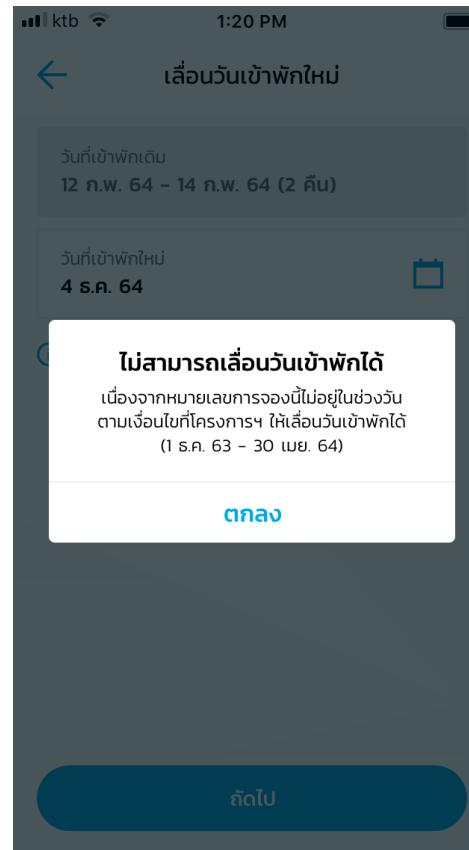 ktb 1:20 PM
เลื่อนวันเข้าพักใหม่
วันที่เข้าพักเดิม
12 ก.พ. 64 - 14 ก.พ. 64 (2 คืน)
วันที่เข้าพักใหม่
4 ธ.ค. 64
ไม่สามารถเลื่อนวันเข้าพักได้
เนื่องจากหมายเลขการจองนี้ไม่อยู่ในช่วงวัน
ตามเงื่อนไขที่โครงการฯ ให้เลื่อนวันเข้าพักได้
(1 ธ.ค. 63 - 30 เมย. 64)
ตกลง
ถัดไป